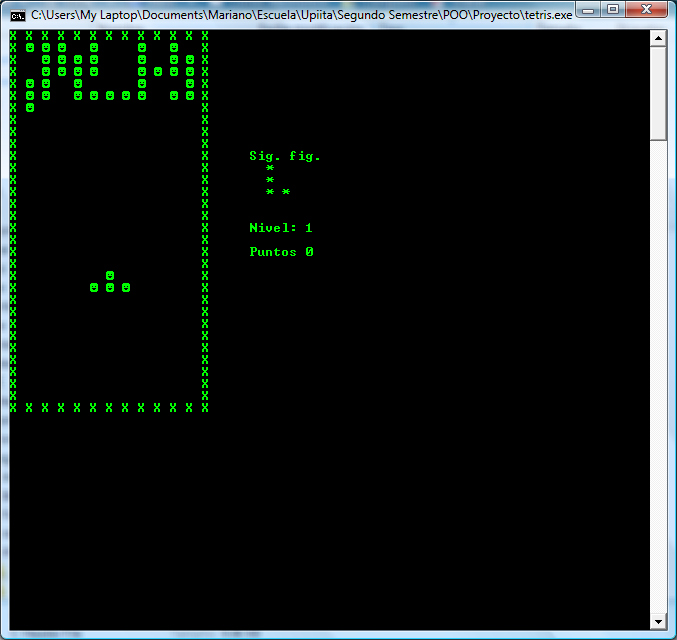 C:\Users\My Laptop\Documents\Mariano\Escuela\Upiita\Segundo Semestre\POO\Proyecto\tetris.exe
Sig. fig.
Nivel: 1
Puntos 0